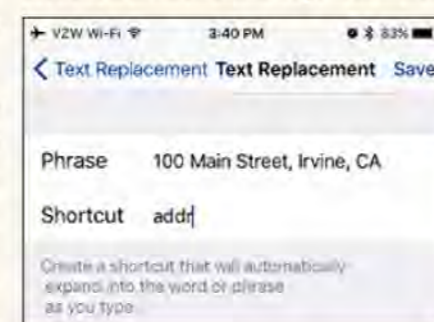 VZW Wi-Fi 3:40 PM 83%
Text Replacement Text Replacement Save
Phrase 100 Main Street, Irvine, CA
Shortcut addr
Create a shortcut that will automatically
expand into the word or phrase
as you type.